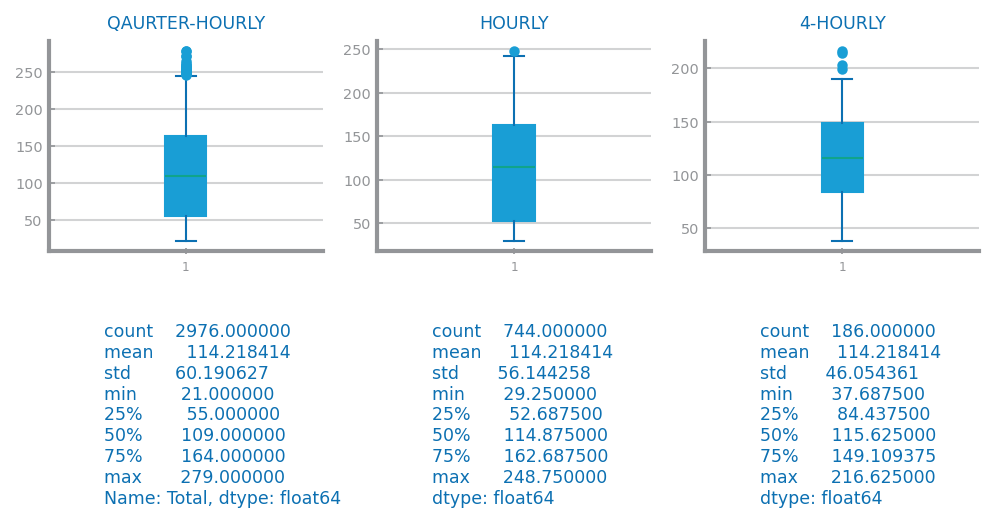 QAURTER-HOURLY
250
200
150
100
50
1
HOURLY
250
200
150
100
50
1
4-HOURLY
200
150
100
50
1
count 2976.000000
mean 114.218414
std 60.190627
min 21.000000
25% 55.000000
50% 109.000000
75% 164.000000
max 279.000000
Name: Total, dtype: float64
count 744.000000
mean 114.218414
std 56.144258
min 29.250000
25% 52.687500
50% 114.875000
75% 162.687500
max 248.750000
dtype: float64
count 186.000000
mean 114.218414
std 46.054361
min 37.687500
25% 84.437500
50% 115.625000
75% 149.109375
max 216.625000
dtype: float64